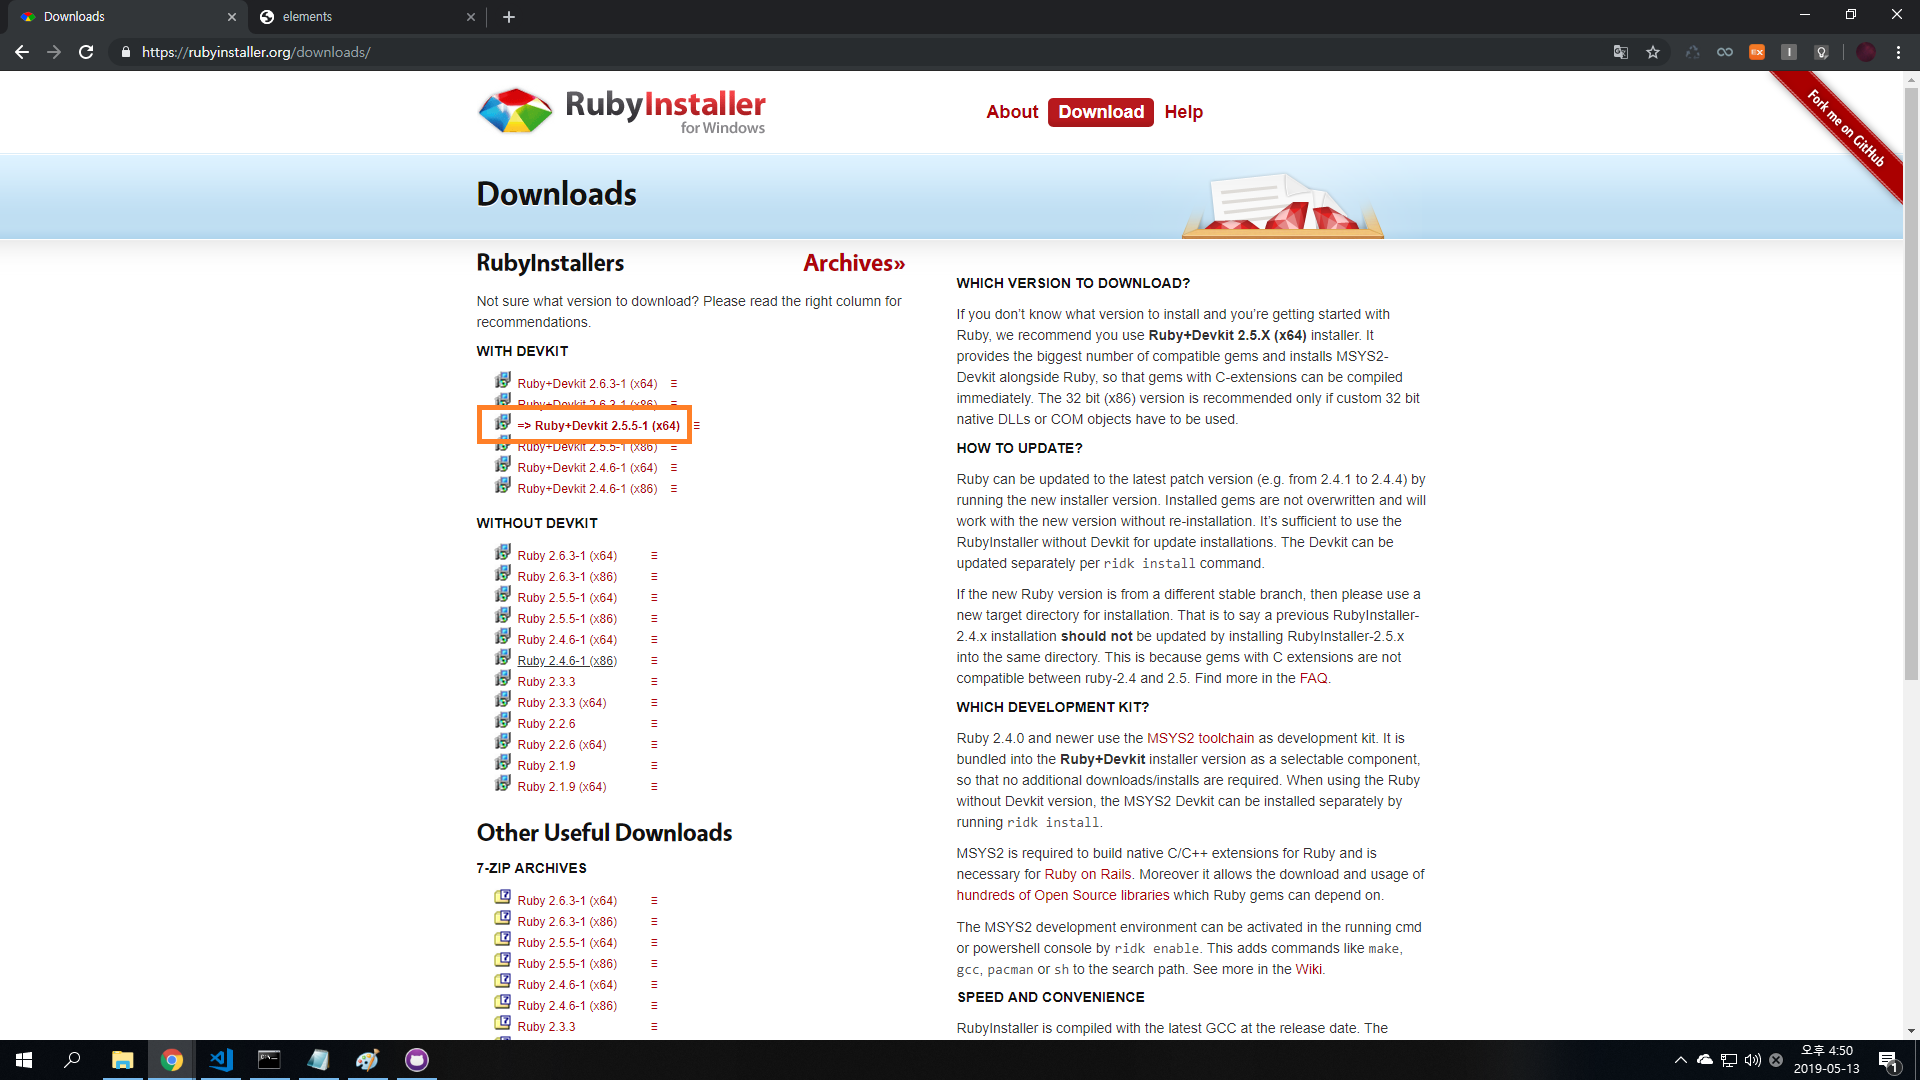 Downloads
elements
https://rubyinstaller.org/downloads/
RubyInstaller
for Windows
About
Download
Help
Fork me on GitHub
Downloads
RubyInstallers
Archives»
Not sure what version to download? Please read the right column for
recommendations.
WITH DEVKIT
Ruby+Devkit 2.6.3-1 (x64)
Ruby+Devkit 2.6.3-1 (x86)
=> Ruby+Devkit 2.5.5-1 (x64)
Ruby+Devkit 2.5.5-1 (x86)
Ruby+Devkit 2.4.6-1 (x64)
Ruby+Devkit 2.4.6-1 (x86)
WITHOUT DEVKIT
Ruby 2.6.3-1 (x64)
Ruby 2.6.3-1 (x86)
Ruby 2.5.5-1 (x64)
Ruby 2.5.5-1 (x86)
Ruby 2.4.6-1 (x64)
Ruby 2.4.6-1 (x86)
Ruby 2.3.3
Ruby 2.3.3 (x64)
Ruby 2.2.6
Ruby 2.2.6 (x64)
Ruby 2.1.9
Ruby 2.1.9 (x64)
Other Useful Downloads
7-ZIP ARCHIVES
Ruby 2.6.3-1 (x64)
Ruby 2.6.3-1 (x86)
Ruby 2.5.5-1 (x64)
Ruby 2.5.5-1 (x86)
Ruby 2.4.6-1 (x64)
Ruby 2.4.6-1 (x86)
Ruby 2.3.3
WHICH VERSION TO DOWNLOAD?
If you don’t know what version to install and you’re getting started with
Ruby, we recommend you use Ruby+Devkit 2.5.X (x64) installer. It
provides the biggest number of compatible gems and installs MSYS2-
Devkit alongside Ruby, so that gems with C-extensions can be compiled
immediately. The 32 bit (x86) version is recommended only if custom 32 bit
native DLLs or COM objects have to be used.
HOW TO UPDATE?
Ruby can be updated to the latest patch version (e.g. from 2.4.1 to 2.4.4) by
running the new installer version. Installed gems are not overwritten and will
work with the new version without re-installation. It’s sufficient to use the
RubyInstaller without Devkit for update installations. The Devkit can be
updated separately per ridk install command.
If the new Ruby version is from a different stable branch, then please use a
new target directory for installation. That is to say a previous RubyInstaller-
2.4.x installation should not be updated by installing RubyInstaller-2.5.x
into the same directory. This is because gems with C extensions are not
compatible between ruby-2.4 and 2.5. Find more in the FAQ.
WHICH DEVELOPMENT KIT?
Ruby 2.4.0 and newer use the MSYS2 toolchain as development kit. It is
bundled into the Ruby+Devkit installer version as a selectable component,
so that no additional downloads/installs are required. When using the Ruby
without Devkit version, the MSYS2 Devkit can be installed separately by
running ridk install.
MSYS2 is required to build native C/C++ extensions for Ruby and is
necessary for Ruby on Rails. Moreover it allows the download and usage of
hundreds of Open Source libraries which Ruby gems can depend on.
The MSYS2 development environment can be activated in the running cmd
or powershell console by ridk enable. This adds commands like make,
gcc, pacman or sh to the search path. See more in the Wiki.
SPEED AND CONVENIENCE
RubyInstaller is compiled with the latest GCC at the release date. The
오후 4:50
2019-05-13
1